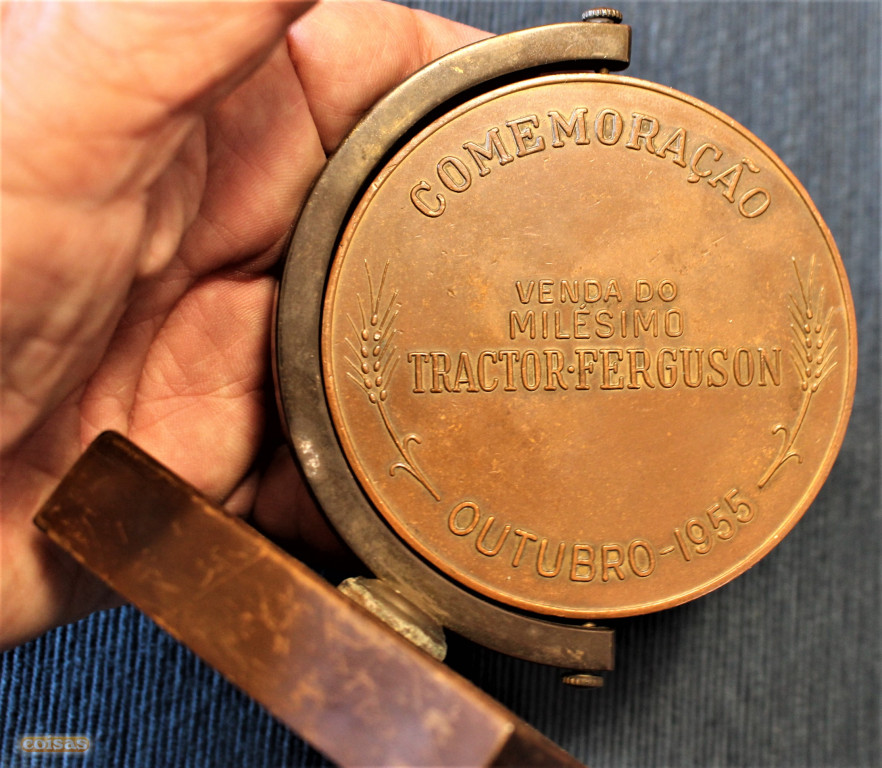 COMEMORAÇÃO
VENDA DO
MILÉSIMO
TRACTOR·FERGUSON
OUTUBRO-1955
coisas